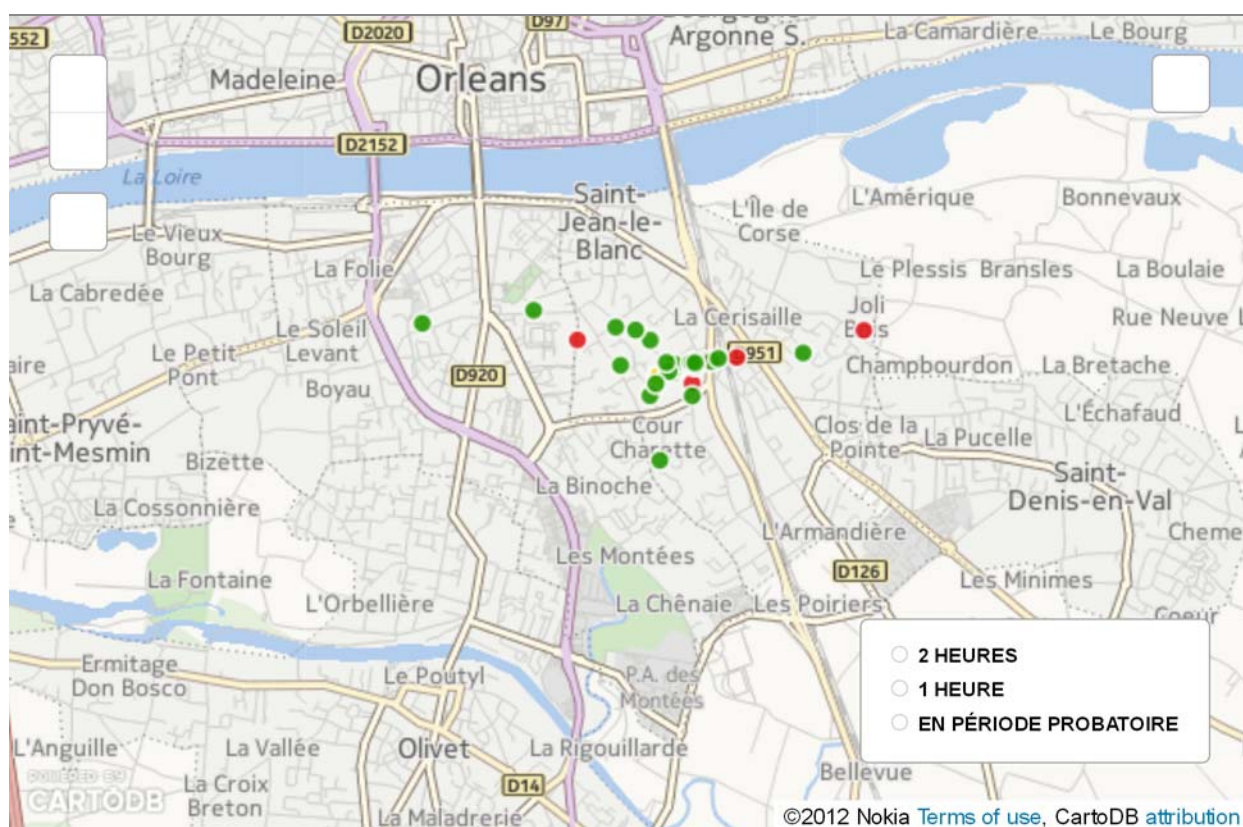 D97
552
D2020
Argonne S.
La Camardière
Le Bourg
Madeleine
Orleans
D2152
La Loire
Saint-
Jean-le-
Blanc
L'Île de
Corse
L'Amérique
Bonnevaux
Le Vieux
Bourg
La Folie
Le Plessis
Bransles
La Boulaie
La Cabredée
La Cerisaille
Joli
Rue Neuve
Le Soleil
Levant
Le Petit
Pont
D951
Champbourdon
La Bretache
Boyau
D920
L'Échafaud
Cour
Clos de la
Pointe
La Pucelle
Mesmin
Bizette
La Binoche
Saint-
Denis-en-Val
La Cossonnière
L'Armandière
Les Montées
D126
La Fontaine
Les Minimes
L'Orbellière
La Chênaie
Les Poiriers
Ermitage
Don Bosco
Le Poutyl
P.A. des
Montées
2 HEURES
1 HEURE
EN PÉRIODE PROBATOIRE
L'Anguille
La Vallée
Olivet
La Rigouillarde
Bellevue
POWERED BY
CARTODB
La Croix
Breton
D14
La Maladrerie
©2012 Nokia Terms of use, CartoDB attribution